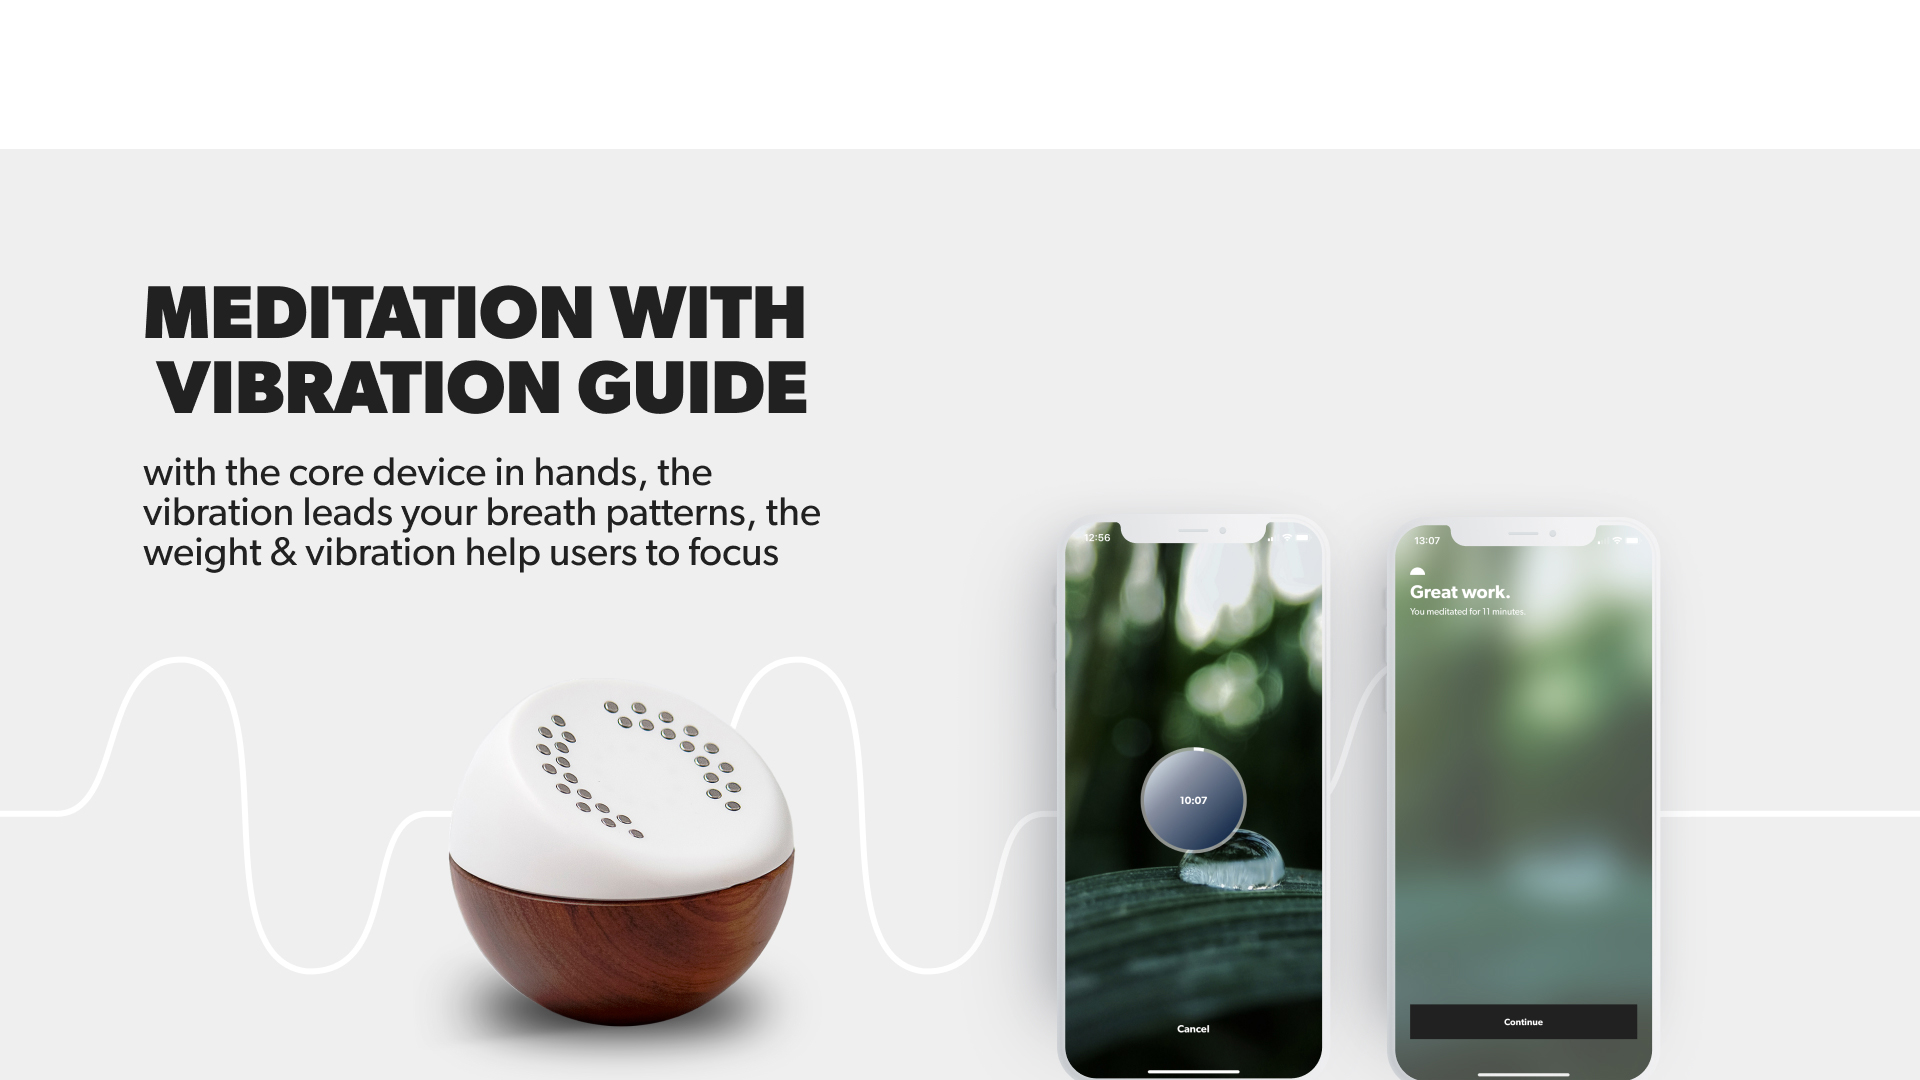 MEDITATION WITH
VIBRATION GUIDE
with the core device in hands, the
vibration leads your breath patterns, the
weight & vibration help users to focus
12:56
10:07
Cancel
13:07
Great work.
You meditated for 11 minutes.
Continue